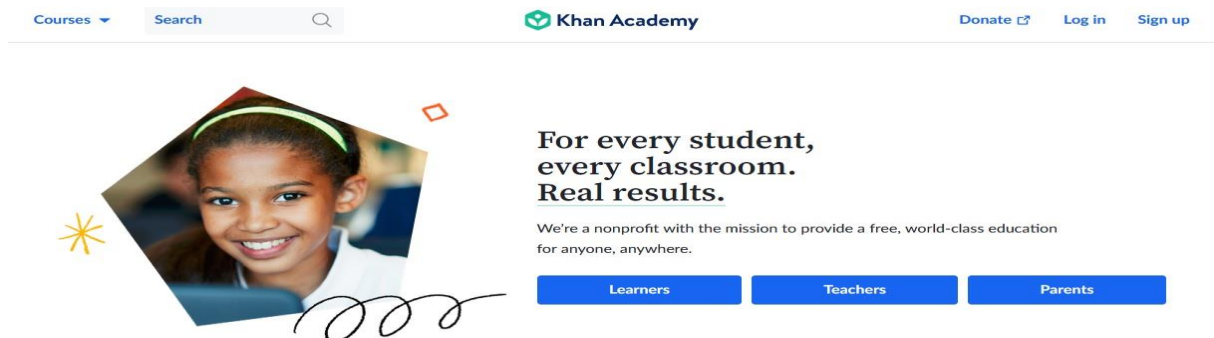 Courses Search Khan Academy Donate Log in Sign up
For every student,
every classroom.
Real results.
We're a nonprofit with the mission to provide a free, world-class education
for anyone, anywhere.
Learners Teachers Parents